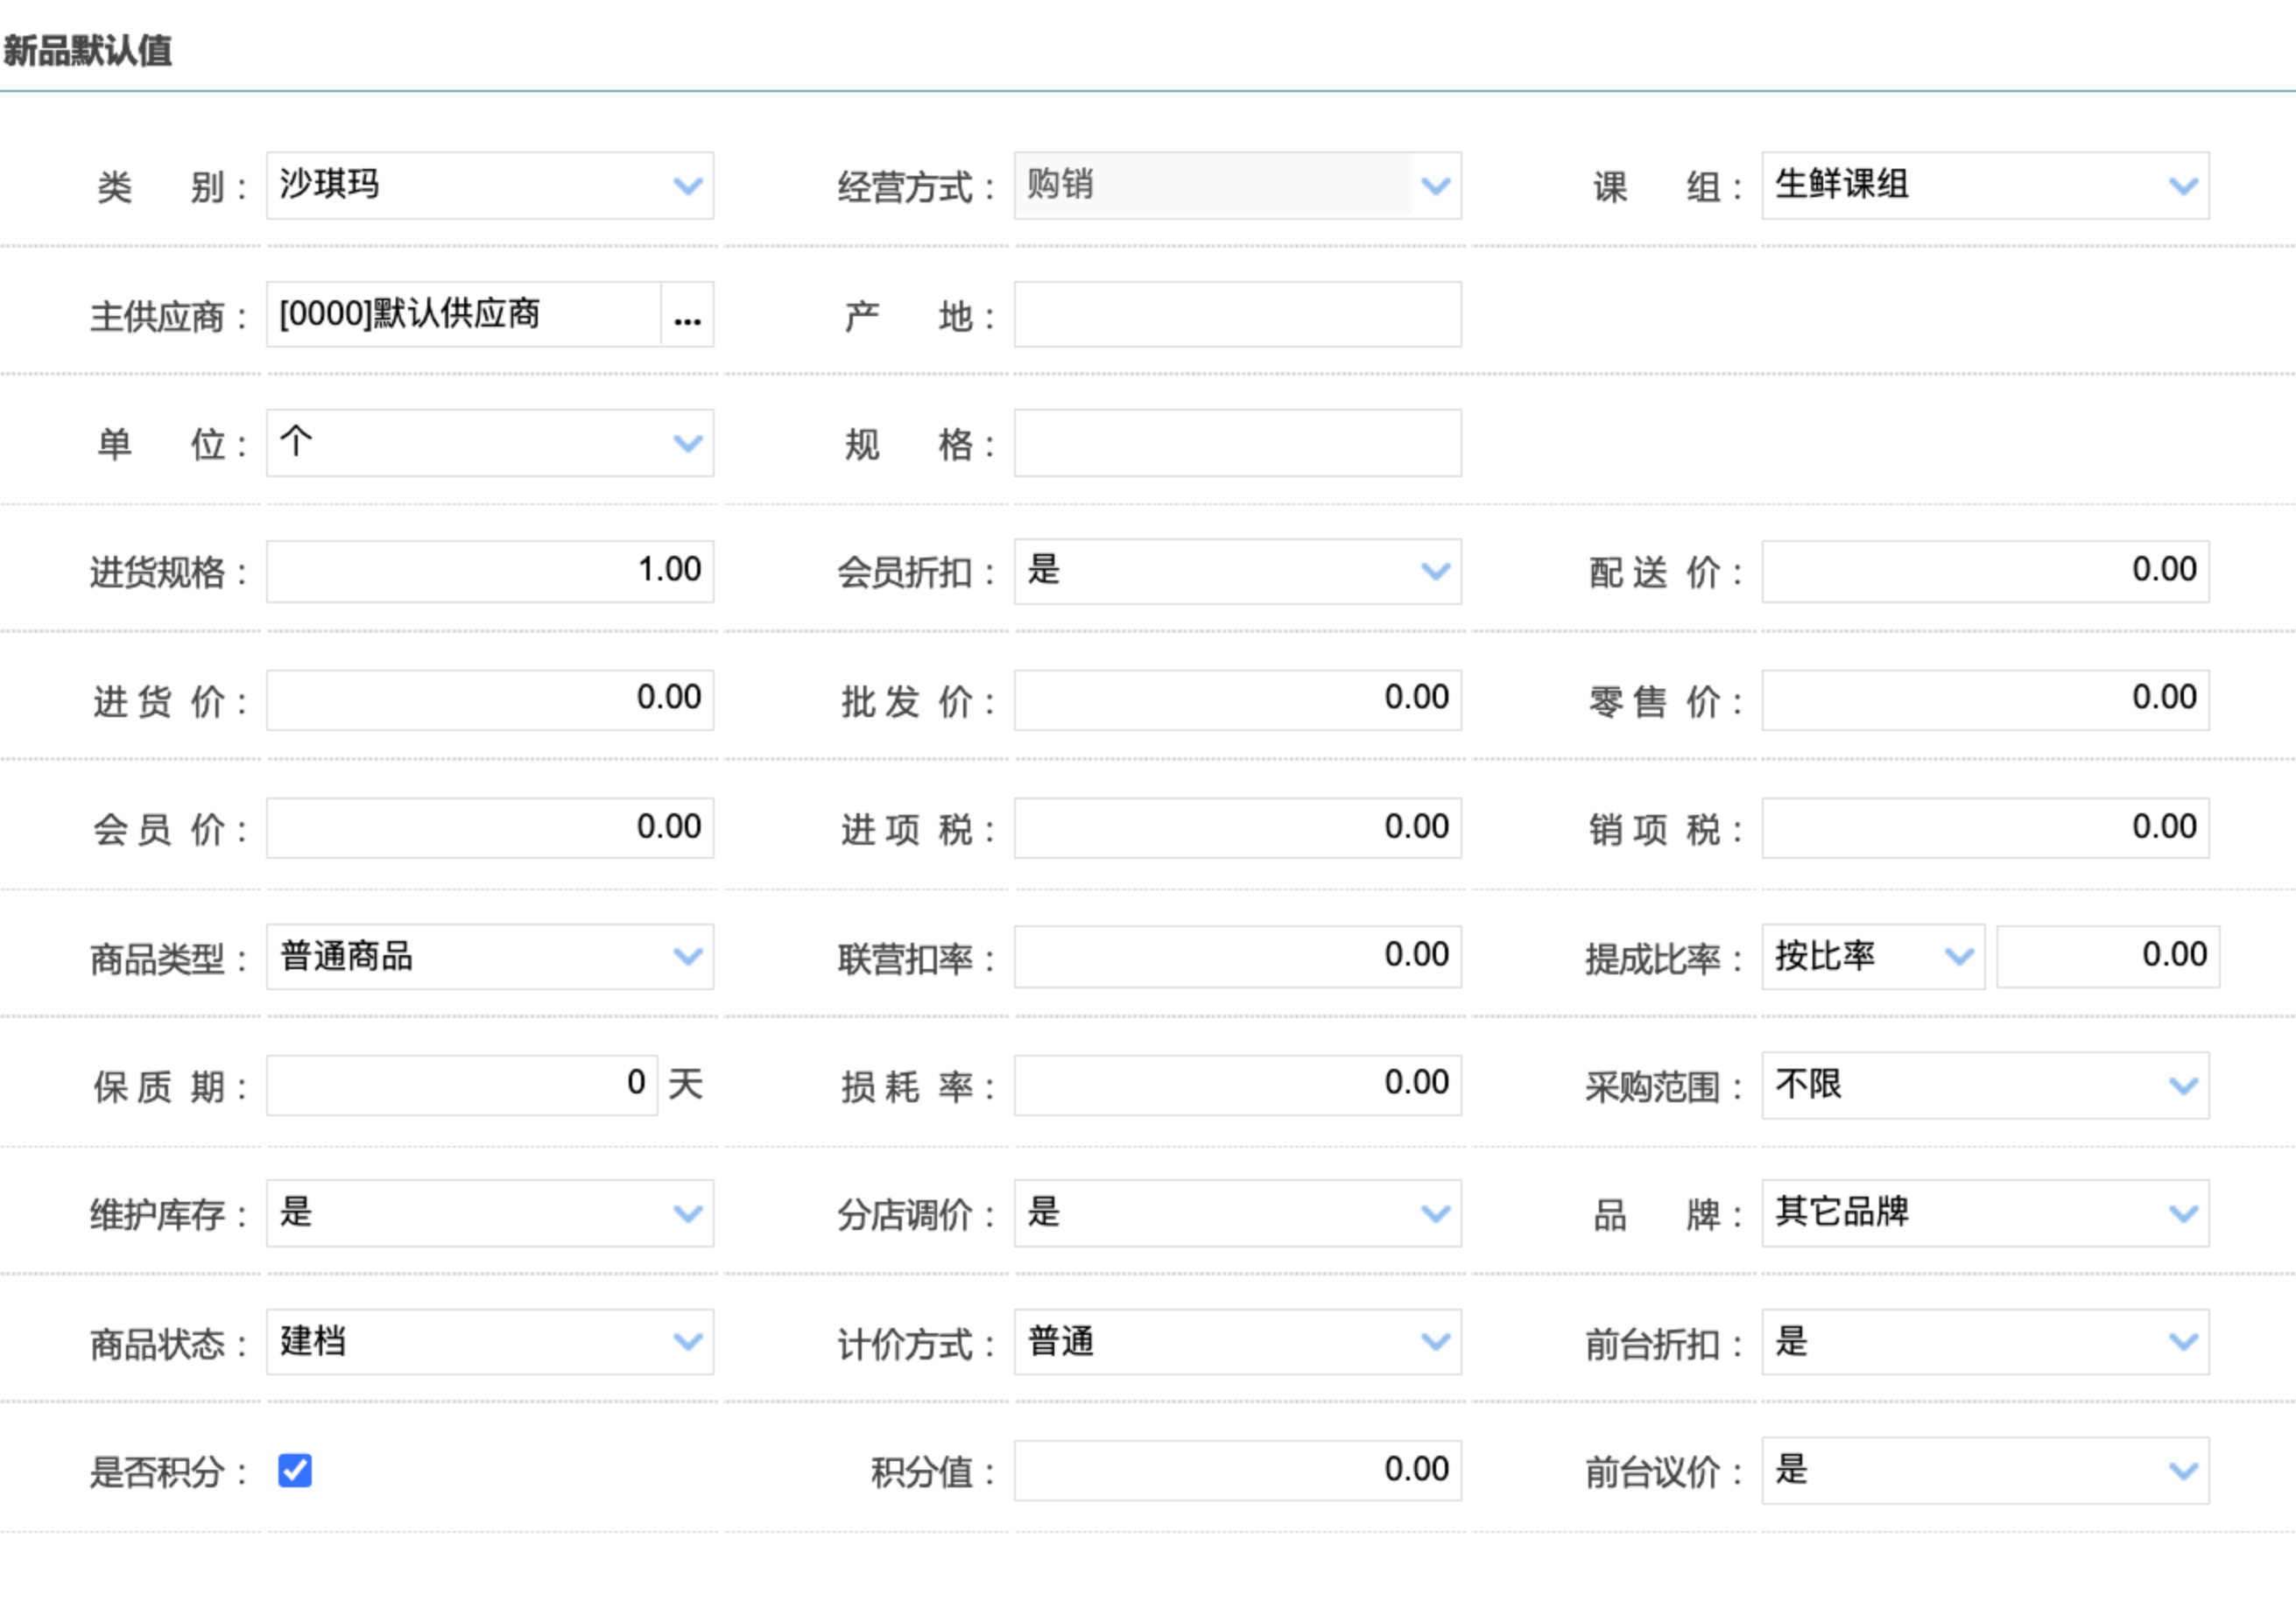 新品默认值
类 别： 沙琪玛 经营方式： 购销 课 组： 生鲜课组
主供应商： [0000]默认供应商 ... 产 地：
单 位： 个 规 格：
进货规格： 1.00 会员折扣： 是 配 送 价： 0.00
进 货 价： 0.00 批 发 价： 0.00 零 售 价： 0.00
会 员 价： 0.00 进 项 税： 0.00 销 项 税： 0.00
商品类型： 普通商品 联营扣率： 0.00 提成比率： 按比率 0.00
保 质 期： 0 天 损 耗 率： 0.00 采购范围： 不限
维护库存： 是 分店调价： 是 品 牌： 其它品牌
商品状态： 建档 计价方式： 普通 前台折扣： 是
是否积分： 积分值： 0.00 前台议价： 是